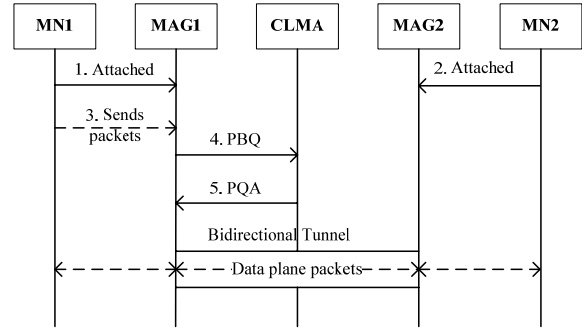 MN1 MAG1 CLMA MAG2 MN2
1. Attached
2. Attached
3. Sends
packets
4. PBQ
5. PQA
Bidirectional Tunnel
Data plane packets